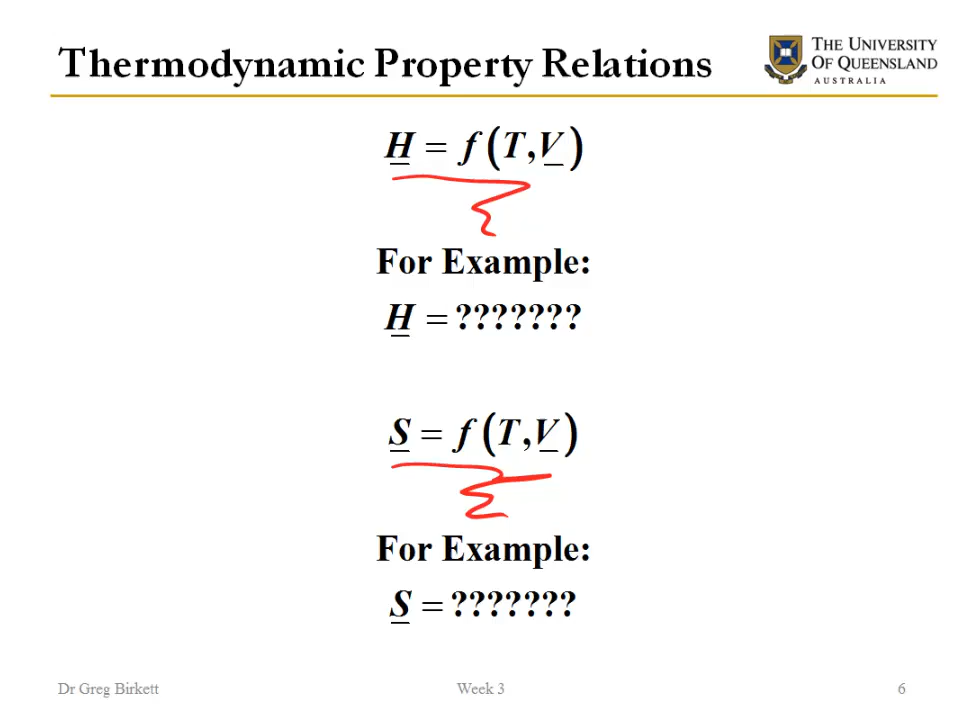 Thermodynamic Property Relations
THE UNIVERSITY
OF QUEENSLAND
AUSTRALIA
H = f(T,V)
For Example:
H = ???????
S = f(T,V)
For Example:
S = ???????
Dr Greg Birkett
Week 3
6